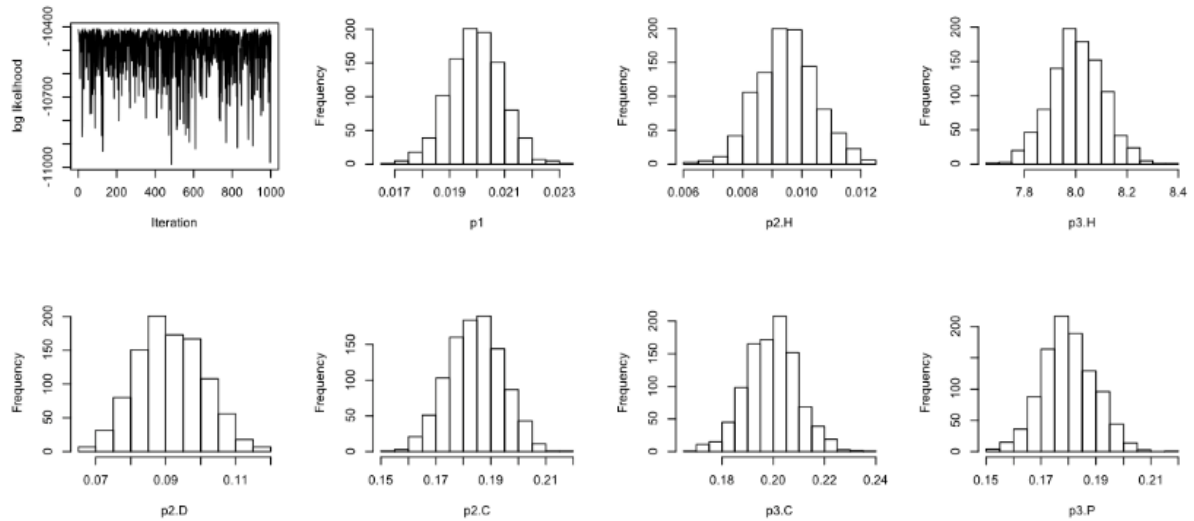 log likelihood
-10400
-10700
-11000
0 200 400 600 800 1000
Iteration
Frequency
0 50 100 150 200
0.017 0.019 0.021 0.023
p1
Frequency
0 50 100 150 200
0.006 0.008 0.010 0.012
p2.H
Frequency
0 50 100 150 200
7.8 8.0 8.2 8.4
p3.H
Frequency
0 50 100 150 200
0.07 0.09 0.11
p2.D
Frequency
0 50 100 150
0.15 0.17 0.19 0.21
p2.C
Frequency
0 50 100 150 200
0.18 0.20 0.22 0.24
p3.C
Frequency
0 50 100 150 200
0.15 0.17 0.19 0.21
p3.P